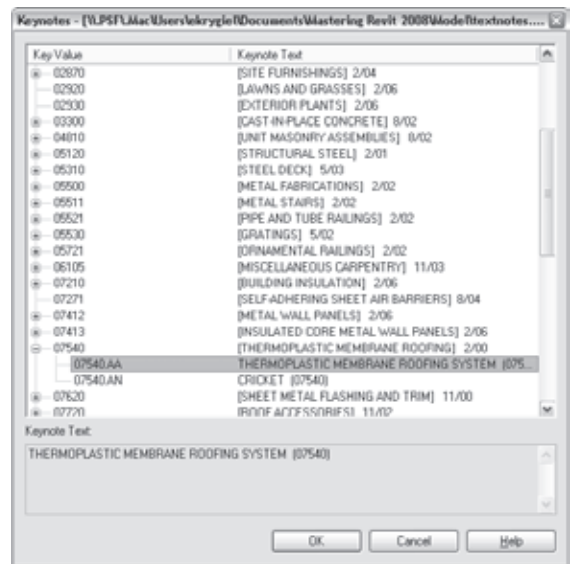 Keynotes - [\\.PSF\.Mac\Users\ekrygiel\Documents\Mastering Revit 2008\Model\textnotes....
Key Value Keynote Text
02870 [SITE FURNISHINGS] 2/04
02920 [LAWNS AND GRASSES] 2/06
02930 [EXTERIOR PLANTS] 2/06
03300 [CAST-IN-PLACE CONCRETE] 8/02
04810 [UNIT MASONRY ASSEMBLIES] 8/02
05120 [STRUCTURAL STEEL] 2/01
05310 [STEEL DECK] 5/03
05500 [METAL FABRICATIONS] 2/02
05511 [METAL STAIRS] 2/02
05521 [PIPE AND TUBE RAILINGS] 2/02
05530 [GRATINGS] 5/02
05721 [ORNAMENTAL RAILINGS] 2/02
06105 [MISCELLANEOUS CARPENTRY] 11/03
07210 [BUILDING INSULATION] 2/06
07271 [SELF-ADHERING SHEET AIR BARRIERS] 8/04
07412 [METAL WALL PANELS] 2/06
07413 [INSULATED CORE METAL WALL PANELS] 2/06
07540 [THERMOPLASTIC MEMBRANE ROOFING] 2/00
07540.AA THERMOPLASTIC MEMBRANE ROOFING SYSTEM (075...
07540.AN CRICKET (07540)
07620 [SHEET METAL FLASHING AND TRIM] 11/00
07720 [ROOF ACCESSORIES] 11/02
Keynote Text:
THERMOPLASTIC MEMBRANE ROOFING SYSTEM (07540)
OK Cancel Help